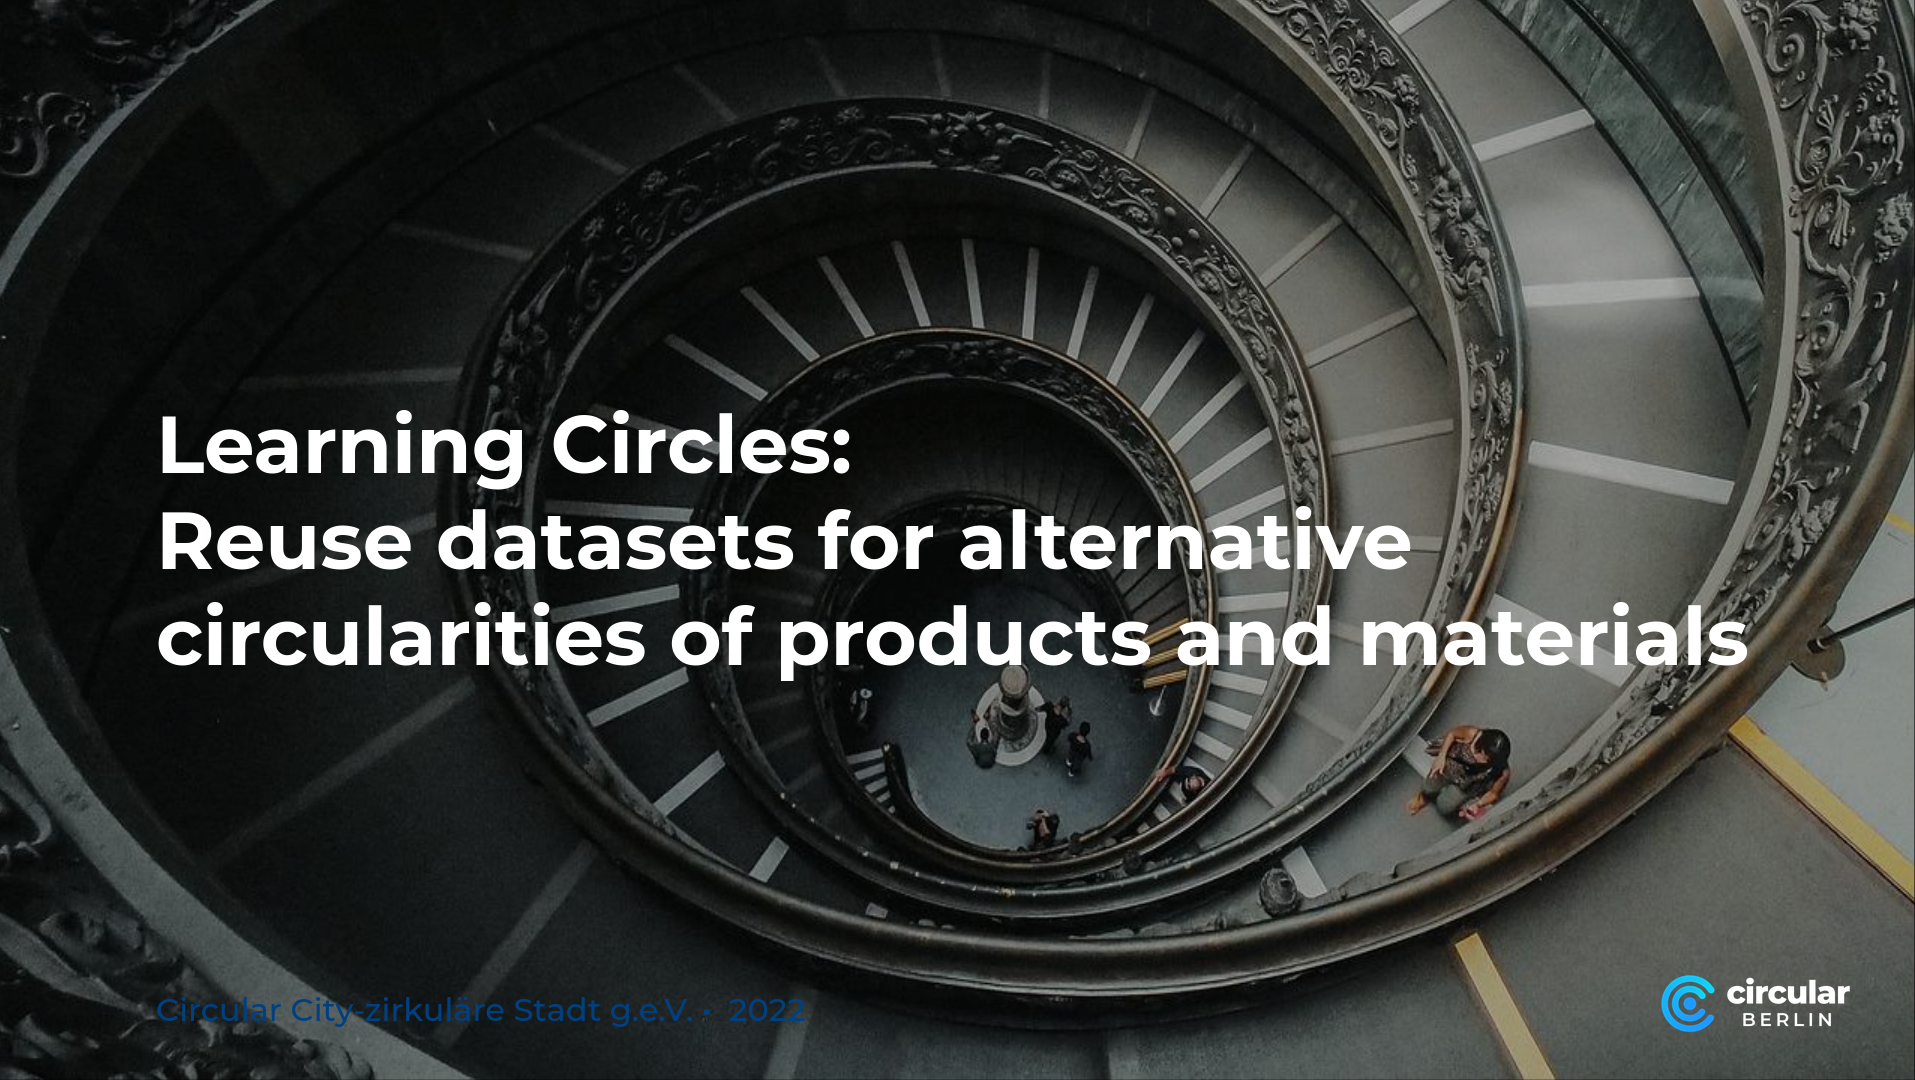 Learning Circles:
Reuse datasets for alternative
circularities of products and materials
Circular City-zirkuläre Stadt g.e.V. • 2022
circular
BERLIN